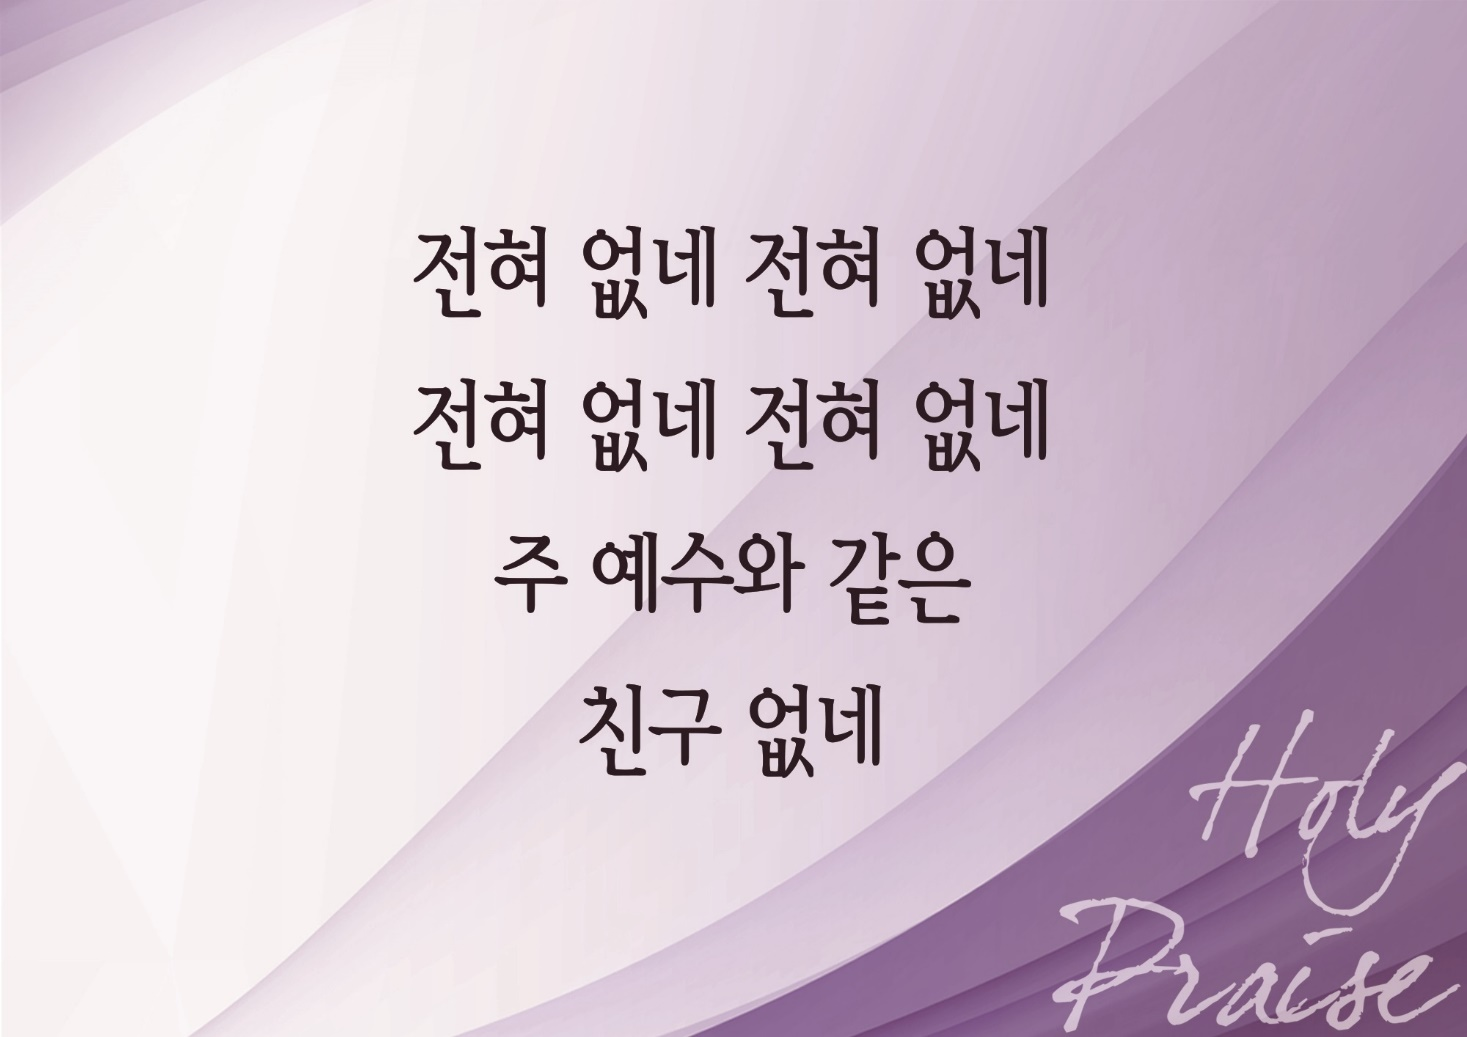 전혀 없네 전혀 없네
전혀 없네 전혀 없네
주 예수와 같은
친구 없네
Holy
Praise